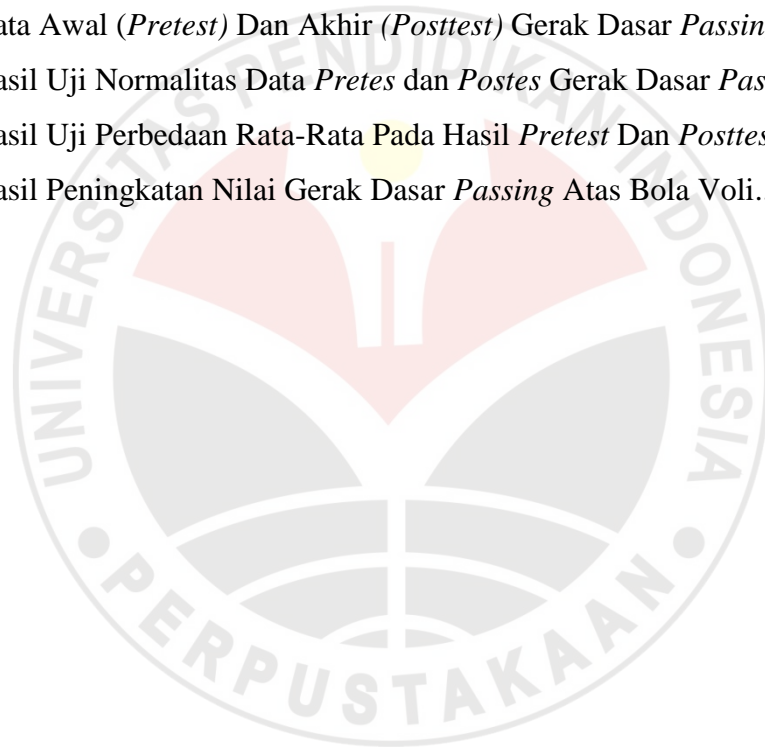 ata Awal (Pretest) Dan Akhir (Posttest) Gerak Dasar Passin
asil Uji Normalitas Data Pretes dan Postes Gerak Dasar Pas
asil Uji Perbedaan Rata-Rata Pada Hasil Pretest Dan Posttes
asil Peningkatan Nilai Gerak Dasar Passing Atas Bola Voli..
UNIVERSITAS PENDIDIKAN INDONESIA
PERPUSTAKAAN